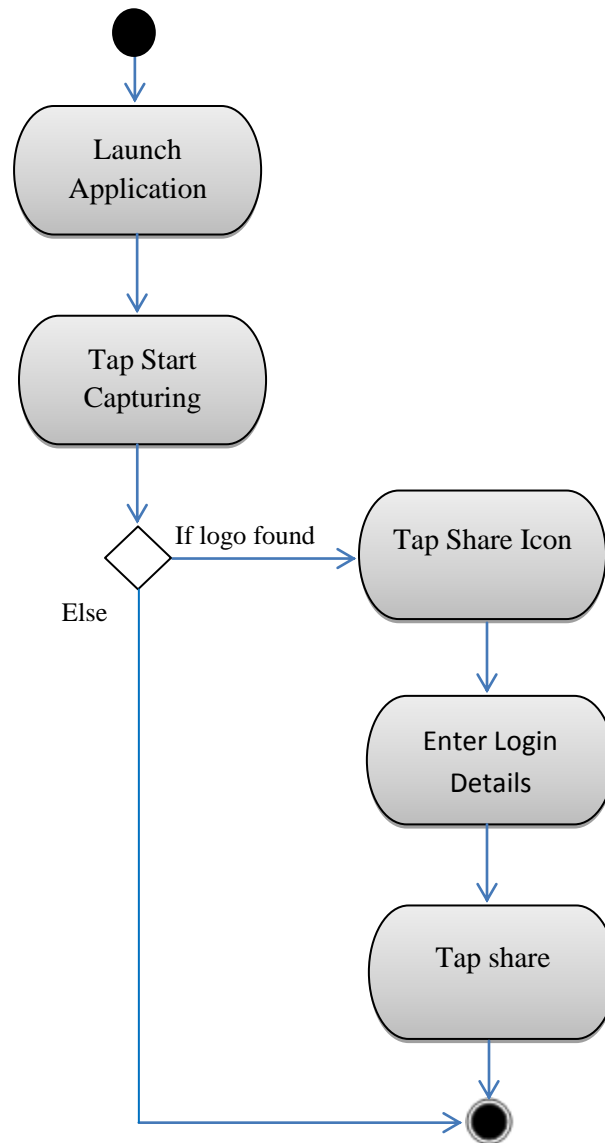 Launch
Application
Tap Start
Capturing
If logo found
Tap Share Icon
Else
Enter Login
Details
Tap share